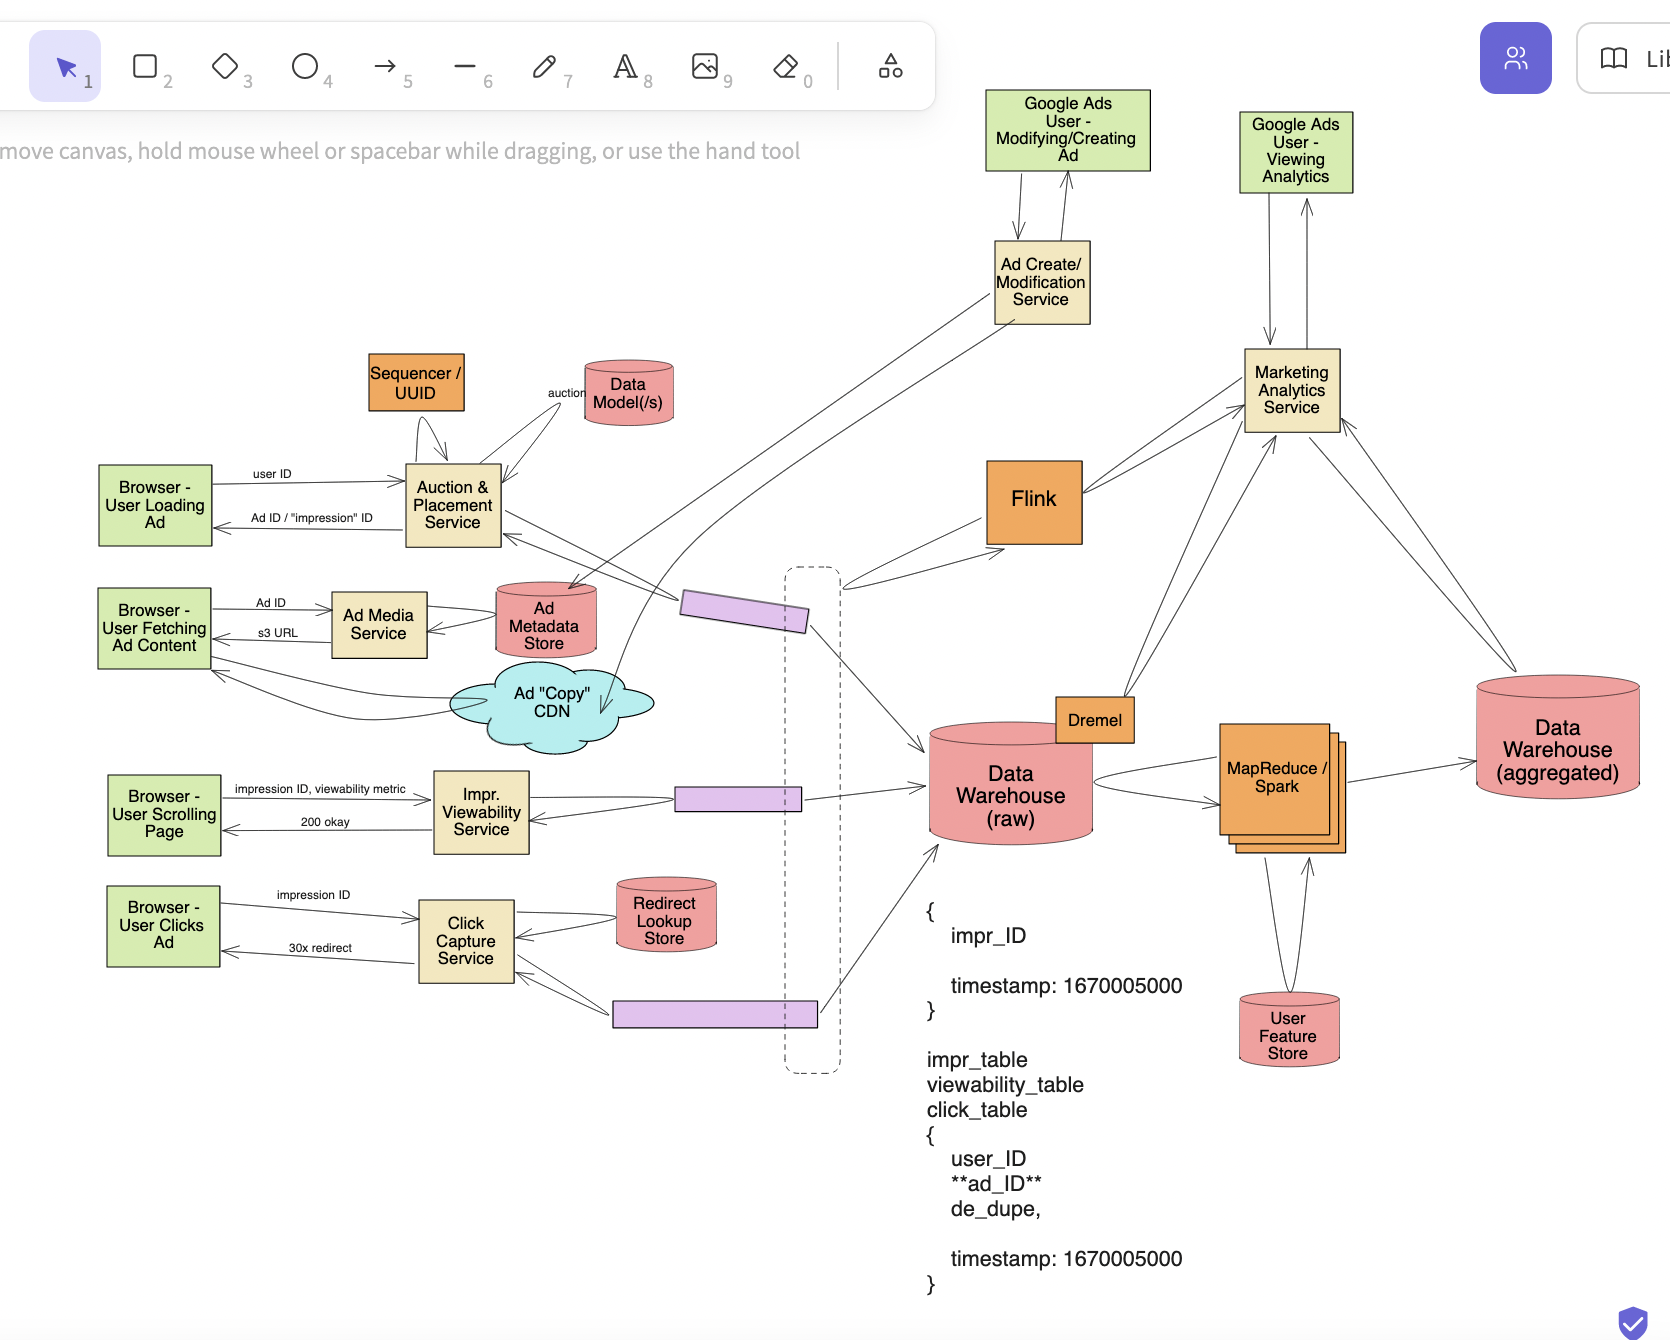 1
2
3
4
5
6
7
8
9
0
move canvas, hold mouse wheel or spacebar while dragging, or use the hand tool
Google Ads
User -
Modifying/Creating
Ad
Google Ads
User -
Viewing
Analytics
Ad Create/
Modification
Service
Sequencer /
UUID
auction
Data
Model(/s)
Marketing
Analytics
Service
Browser -
User Loading
Ad
user ID
Ad ID / "impression" ID
Auction &
Placement
Service
Flink
Browser -
User Fetching
Ad Content
Ad ID
s3 URL
Ad Media
Service
Ad
Metadata
Store
Ad "Copy"
CDN
Dremel
Data
Warehouse
(raw)
MapReduce /
Spark
Data
Warehouse
(aggregated)
Browser -
User Scrolling
Page
impression ID, viewability metric
200 okay
Impr.
Viewability
Service
Browser -
User Clicks
Ad
impression ID
30x redirect
Click
Capture
Service
Redirect
Lookup
Store
User
Feature
Store
{
impr_ID
timestamp: 1670005000
}
impr_table
viewability_table
click_table
{
user_ID
**ad_ID**
de_dupe,
timestamp: 1670005000
}